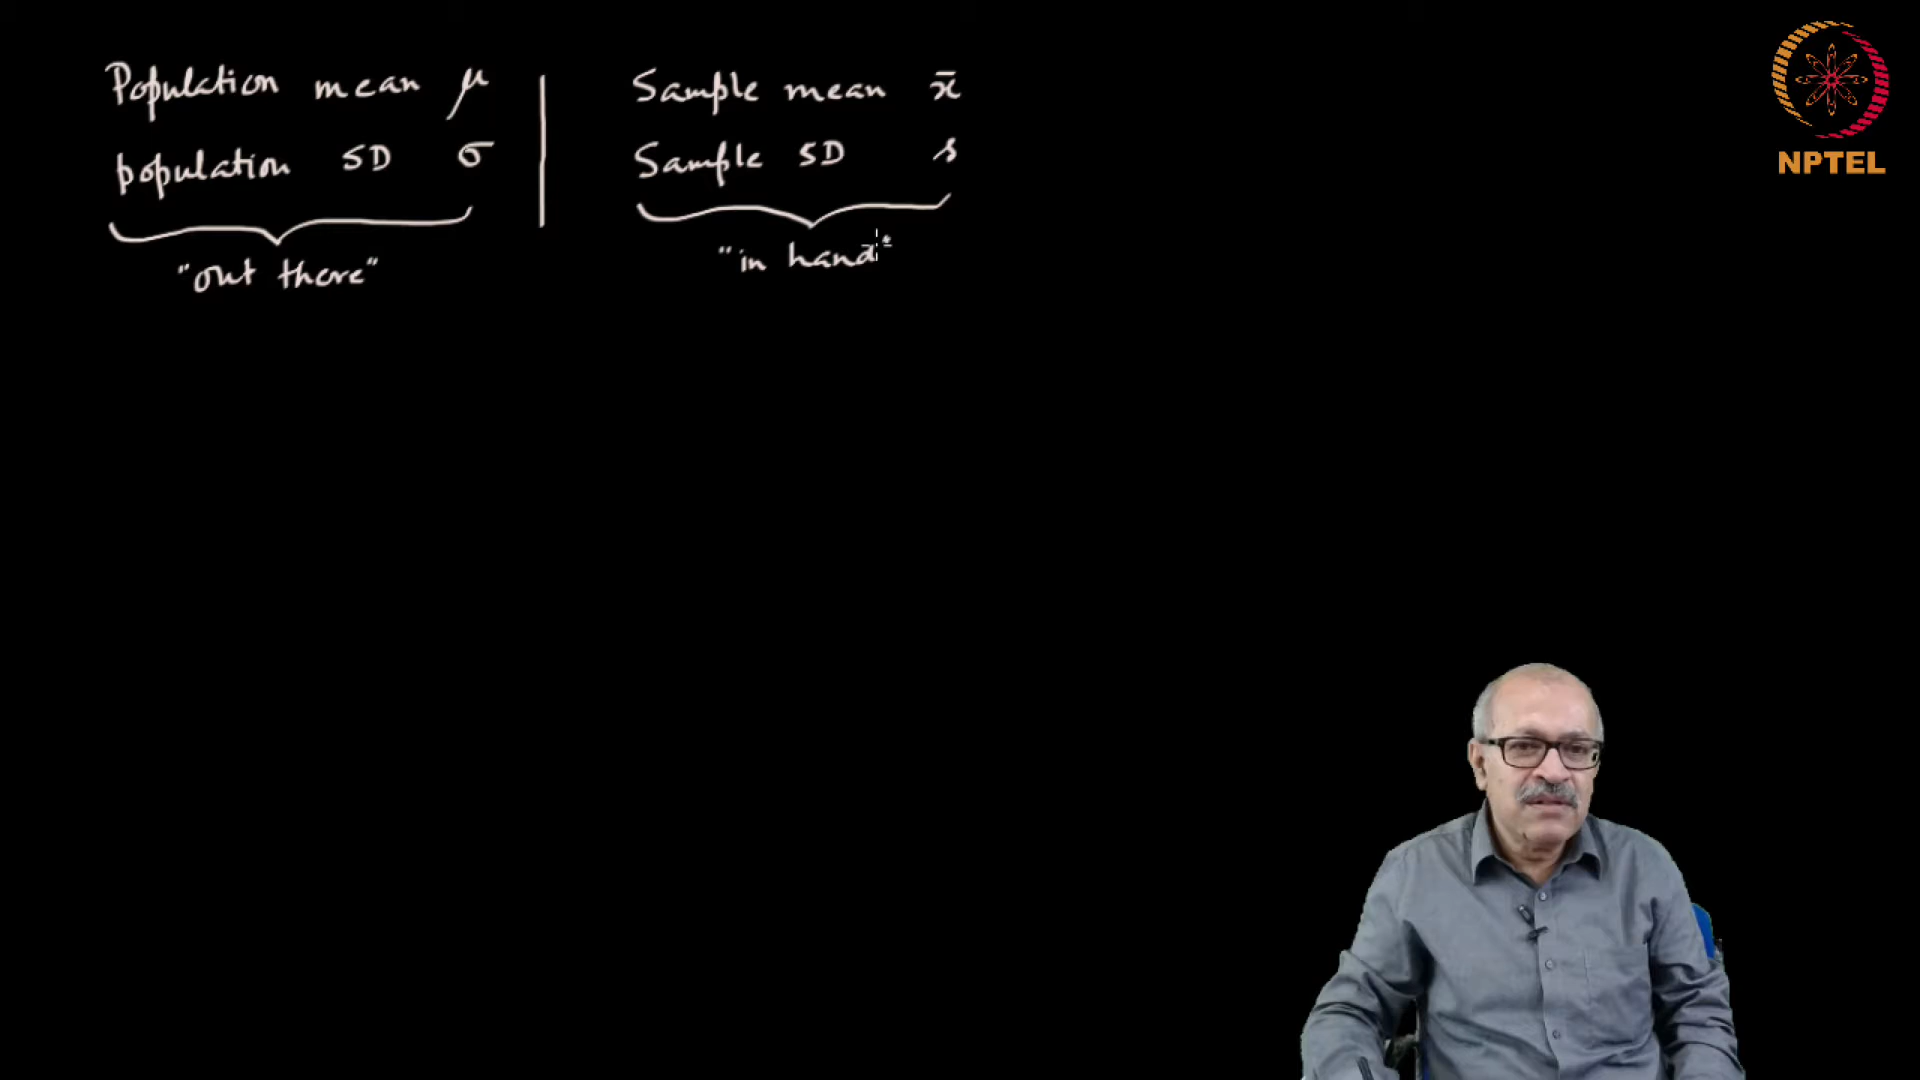 Population mean μ
population SD σ
"out there"
Sample mean x̄
Sample SD s
"in hand"
NPTEL